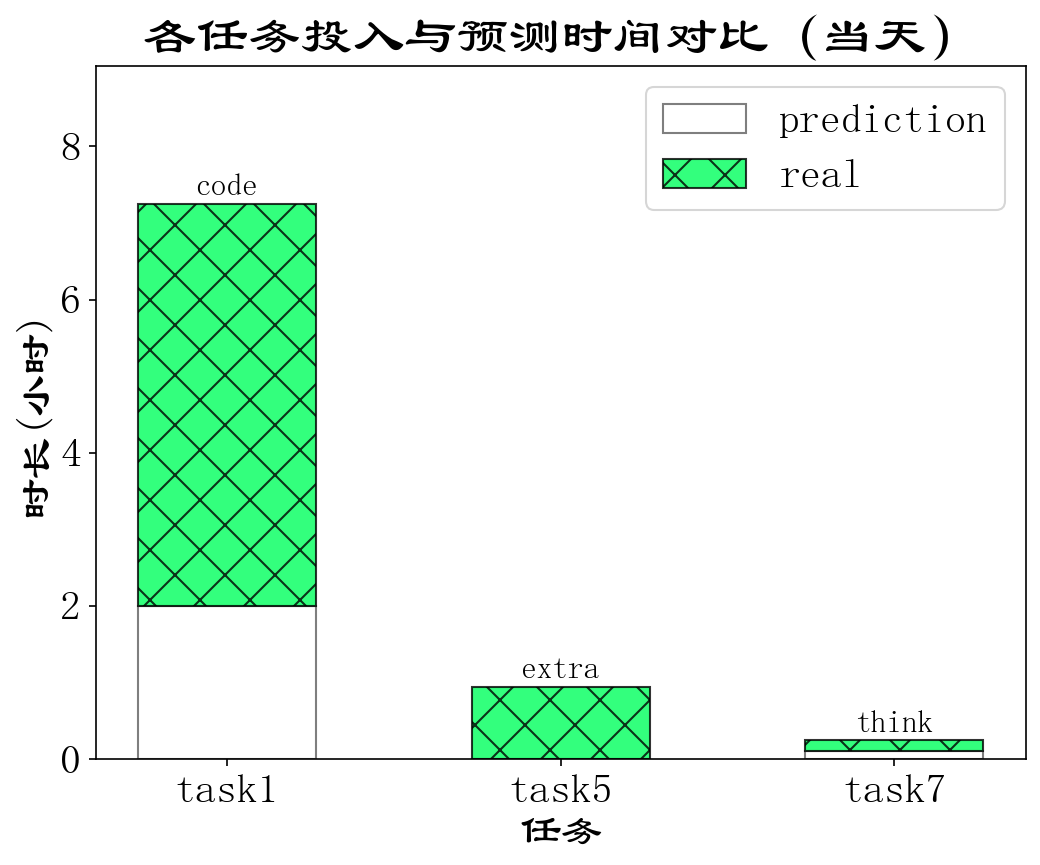 各任务投入与预测时间对比 (当天)
prediction
real
时长(小时)
8
6
4
2
0
code
extra
think
task1
task5
task7
任务